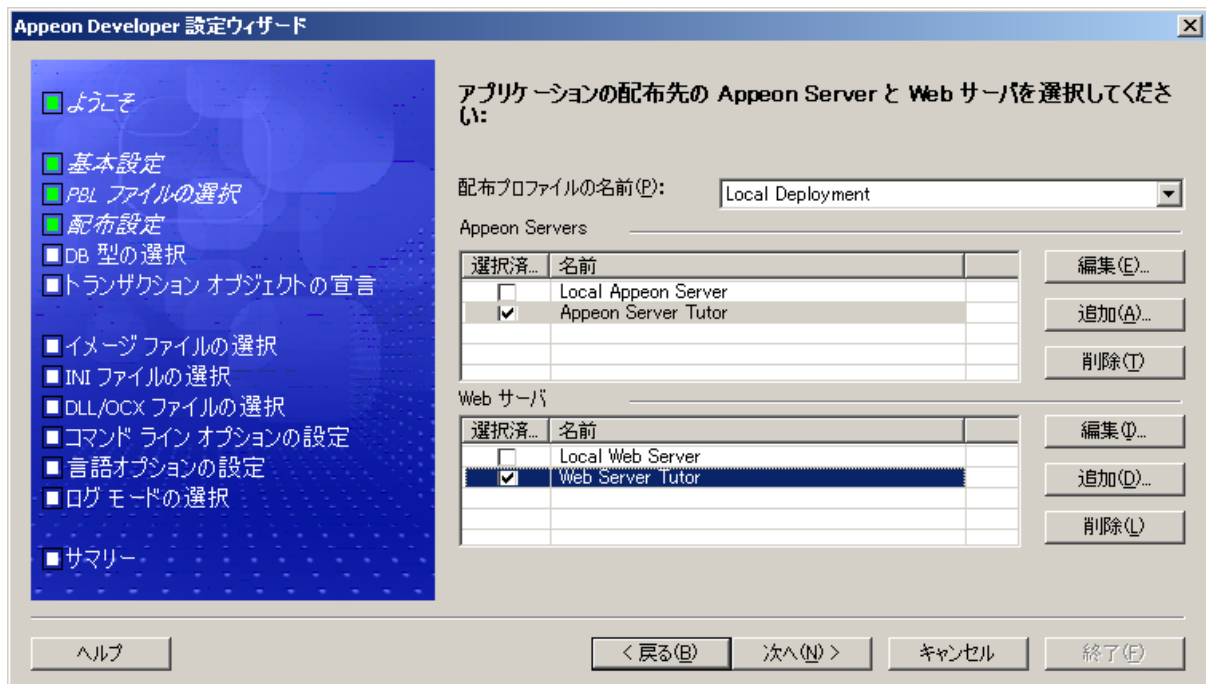 Appeon Developer 設定ウィザード
ようこそ
基本設定
PBL ファイルの選択
配布設定
DB 型の選択
トランザクション オブジェクトの宣言
イメージ ファイルの選択
INI ファイルの選択
DLL/OCX ファイルの選択
コマンド ライン オプションの設定
言語オプションの設定
ログ モードの選択
サマリー
アプリケーションの配布先の Appeon Server と Web サーバを選択してくださ
い:
配布プロファイルの名前(P): Local Deployment
Appeon Servers
選択済... 名前
Local Appeon Server
Appeon Server Tutor
編集(E)...
追加(A)...
削除(T)
Web サーバ
選択済... 名前
Local Web Server
Web Server Tutor
編集(I)...
追加(D)...
削除(L)
ヘルプ
< 戻る(B)
次へ(N) >
キャンセル
終了(F)